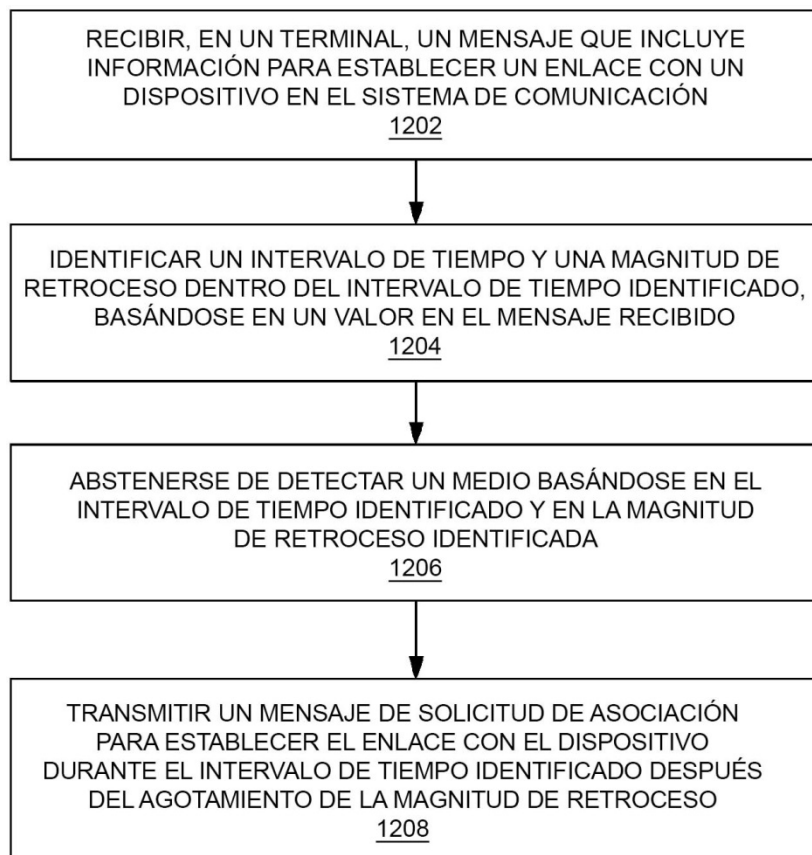 RECIBIR, EN UN TERMINAL, UN MENSAJE QUE INCLUYE
INFORMACIÓN PARA ESTABLECER UN ENLACE CON UN
DISPOSITIVO EN EL SISTEMA DE COMUNICACIÓN
1202
IDENTIFICAR UN INTERVALO DE TIEMPO Y UNA MAGNITUD DE
RETROCESO DENTRO DEL INTERVALO DE TIEMPO IDENTIFICADO,
BASÁNDOSE EN UN VALOR EN EL MENSAJE RECIBIDO
1204
ABSTENERSE DE DETECTAR UN MEDIO BASÁNDOSE EN EL
INTERVALO DE TIEMPO IDENTIFICADO Y EN LA MAGNITUD
DE RETROCESO IDENTIFICADA
1206
TRANSMITIR UN MENSAJE DE SOLICITUD DE ASOCIACIÓN
PARA ESTABLECER EL ENLACE CON EL DISPOSITIVO
DURANTE EL INTERVALO DE TIEMPO IDENTIFICADO DESPUÉS
DEL AGOTAMIENTO DE LA MAGNITUD DE RETROCESO
1208